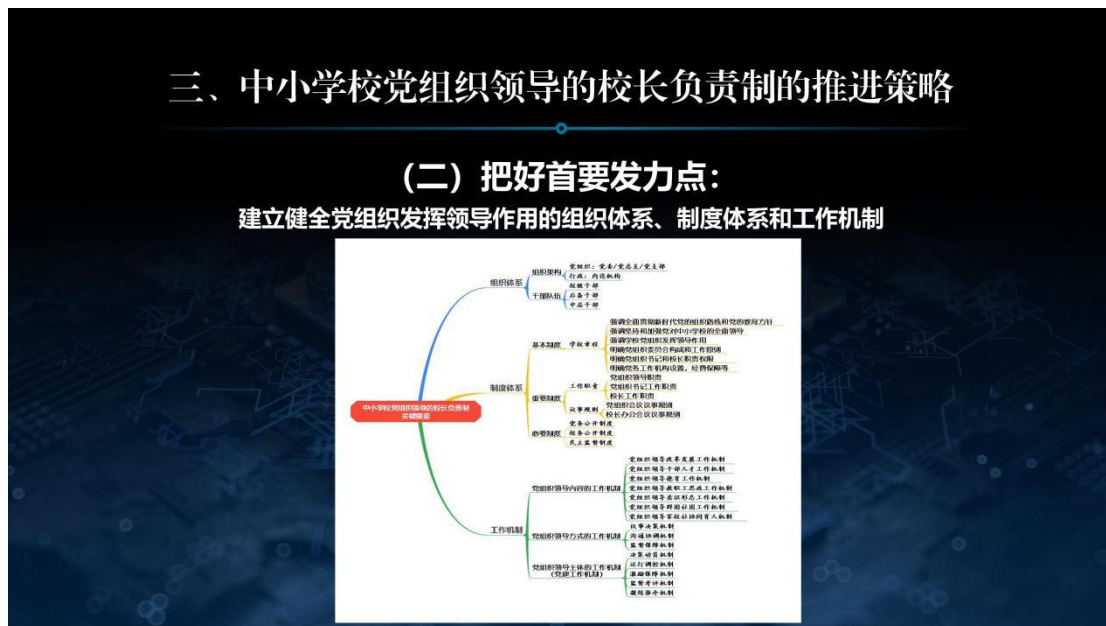 三、中小学校党组织领导的校长负责制的推进策略
（二）把好首要发力点：
建立健全党组织发挥领导作用的组织体系、制度体系和工作机制
中小学校党组织领导的校长负责制
关键要素
组织体系
组织架构
党组织：党委/党总支/党支部
行政：内设机构
干部队伍
校级干部
后备干部
中层干部
制度体系
基本制度
学校章程
强调全面贯彻新时代党的组织路线和党的教育方针
强调坚持和加强党对中小学校的全面领导
强调学校党组织发挥领导作用
明确党组织委员会构成和工作原则
明确党组织书记和校长职责权限
明确党务工作机构设置、经费保障等
重要制度
工作职责
党组织领导职责
党组织书记工作职责
校长工作职责
议事规则
党组织会议议事规则
校长办公会议议事规则
必要制度
党务公开制度
校务公开制度
民主监督制度
工作机制
党组织领导内容的工作机制
党组织领导改革发展工作机制
党组织领导干部人才工作机制
党组织领导德育工作机制
党组织领导教职工思政工作机制
党组织领导意识形态工作机制
党组织领导群团社团工作机制
党组织领导家校社协同育人机制
党组织领导方式的工作机制
议事决策机制
沟通协调机制
监督保障机制
党组织领导主体的工作机制
（党建工作机制）
决策动员机制
运行调控机制
激励保障机制
监督考评机制
凝练推介机制